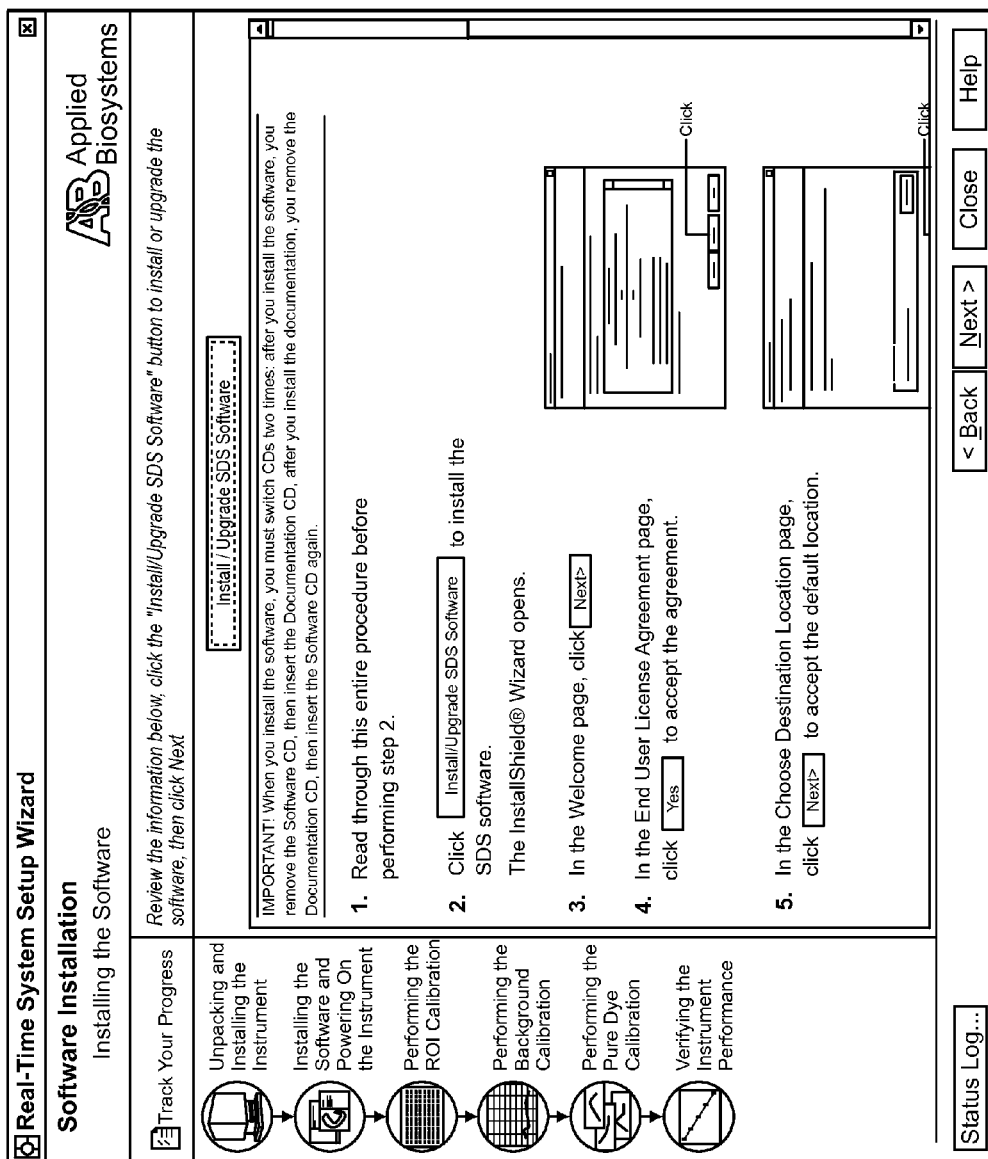 Real-Time System Setup Wizard
Software Installation
Installing the Software
AB Applied
Biosystems
Track Your Progress
Unpacking and
Installing the
Instrument
Installing the
Software and
Powering On
the Instrument
Performing the
ROI Calibration
Performing the
Background
Calibration
Performing the
Pure Dye
Calibration
Verifying the
Instrument
Performance
Review the information below, click the "Install/Upgrade SDS Software" button to install or upgrade the
software, then click Next
Install / Upgrade SDS Software
IMPORTANT! When you install the software, you must switch CDs two times: after you install the software, you
remove the Software CD, then insert the Documentation CD, after you install the documentation, you remove the
Documentation CD, then insert the Software CD again.
1. Read through this entire procedure before
performing step 2.
2. Click Install/Upgrade SDS Software to install the
SDS software.
The InstallShield® Wizard opens.
3. In the Welcome page, click Next>
4. In the End User License Agreement page,
click Yes to accept the agreement.
Click
5. In the Choose Destination Location page,
click Next> to accept the default location.
Click
Status Log...
< Back
Next >
Close
Help